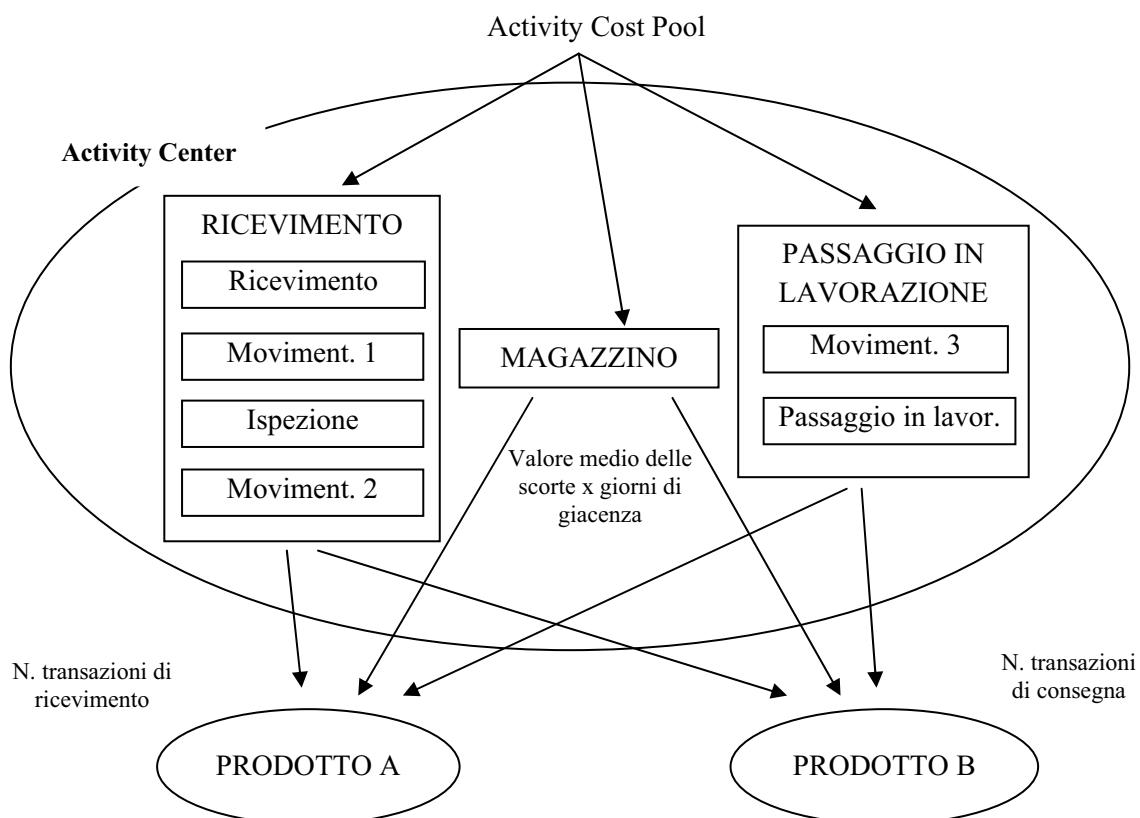 Activity Cost Pool
Activity Center
RICEVIMENTO
Ricevimento
Moviment. 1
Ispezione
Moviment. 2
MAGAZZINO
PASSAGGIO IN
LAVORAZIONE
Moviment. 3
Passaggio in lavor.
Valore medio delle
scorte x giorni di
giacenza
N. transazioni di
ricevimento
N. transazioni
di consegna
PRODOTTO A
PRODOTTO B